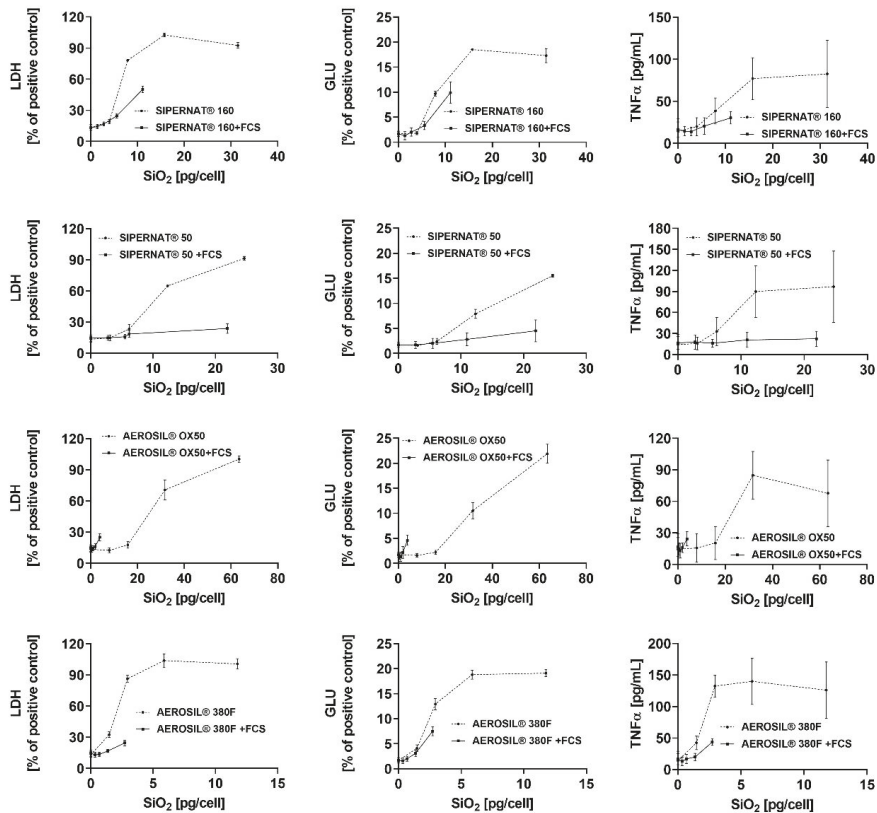 LDH
[% of positive control]
120
90
60
30
0
0 10 20 30 40
SiO2 [pg/cell]
SIPERNAT® 160
SIPERNAT® 160+FCS
GLU
[% of positive control]
25
20
15
10
5
0
0 10 20 30 40
SiO2 [pg/cell]
SIPERNAT® 160
SIPERNAT® 160+FCS
TNFα [pg/mL]
150
100
50
0
0 10 20 30 40
SiO2 [pg/cell]
SIPERNAT® 160
SIPERNAT® 160+FCS
LDH
[% of positive control]
120
90
60
30
0
0 10 20 30
SiO2 [pg/cell]
SIPERNAT® 50
SIPERNAT® 50 +FCS
GLU
[% of positive control]
25
20
15
10
5
0
0 10 20 30
SiO2 [pg/cell]
SIPERNAT® 50
SIPERNAT® 50 +FCS
TNFα [pg/mL]
180
150
120
90
60
30
0
0 10 20 30
SiO2 [pg/cell]
SIPERNAT® 50
SIPERNAT® 50 +FCS
LDH
[% of positive control]
120
90
60
30
0
0 20 40 60 80
SiO2 [pg/cell]
AEROSIL® OX50
AEROSIL® OX50+FCS
GLU
[% of positive control]
25
20
15
10
5
0
0 20 40 60 80
SiO2 [pg/cell]
AEROSIL® OX50
AEROSIL® OX50+FCS
TNFα [pg/mL]
150
100
50
0
0 20 40 60 80
SiO2 [pg/cell]
AEROSIL® OX50
AEROSIL® OX50+FCS
LDH
[% of positive control]
120
90
60
30
0
0 5 10 15
SiO2 [pg/cell]
AEROSIL® 380F
AEROSIL® 380F +FCS
GLU
[% of positive control]
25
20
15
10
5
0
0 5 10 15
SiO2 [pg/cell]
AEROSIL® 380F
AEROSIL® 380F +FCS
TNFα [pg/mL]
200
150
100
50
0
0 5 10 15
SiO2 [pg/cell]
AEROSIL® 380F
AEROSIL® 380F +FCS